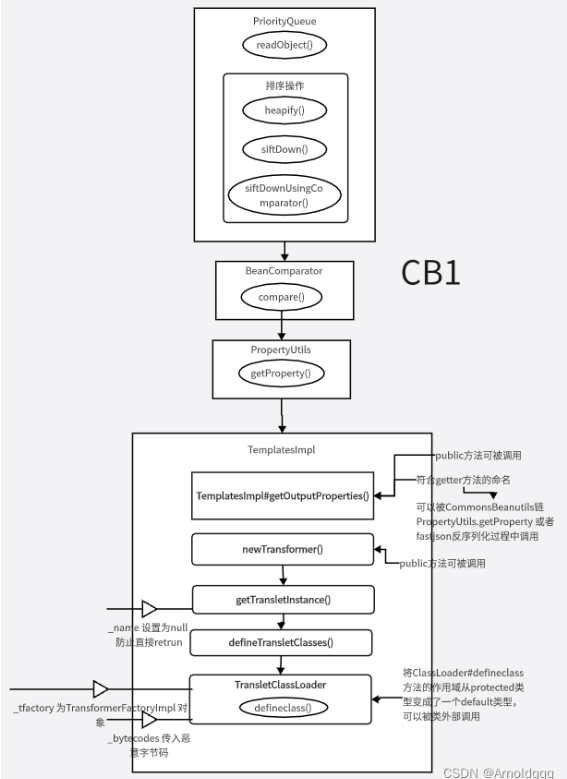 PriorityQueue
readObject()
排序操作
heapify()
siftDown()
siftDownUsingCo
mparator()
CB1
BeanComparator
compare()
PropertyUtils
getProperty()
TemplatesImpl
public方法可被调用
符合getter方法的命名
TemplatesImpl#getOutputProperties()
可以被CommonsBeanutils链
PropertyUtils.getProperty 或者
fastjson反序列化过程中调用
newTransformer()
public方法可被调用
getTransletInstance()
_name 设置为null
防止直接retrun
defineTransletClasses()
TransletClassLoader
defineclass()
将ClassLoader#defineclass
方法的作用域从protected类
型变成了一个default类型，
可以被类外部调用
_tfactory 为TransformerFactoryImpl 对
象
_bytecodes 传入恶
意字节码
CSDN @Arnoldqqq